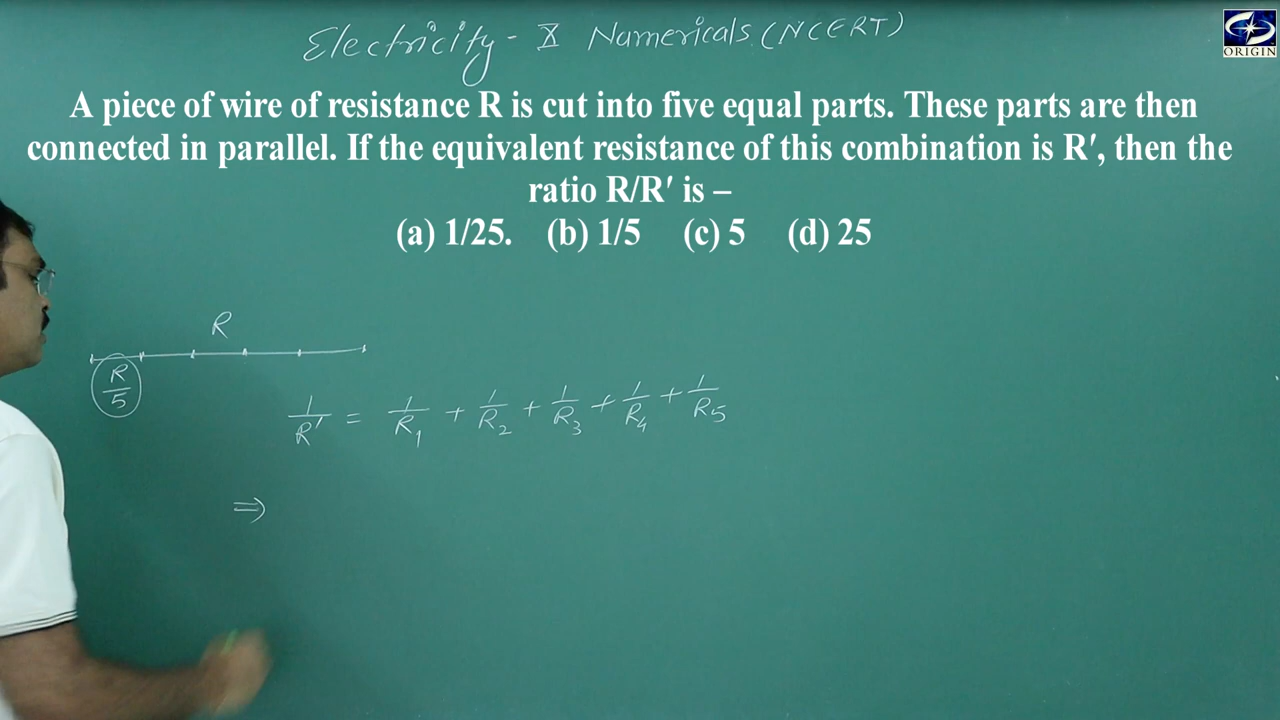 Electricity - X Numericals (NCERT)
ORIGIN
A piece of wire of resistance R is cut into five equal parts. These parts are then
connected in parallel. If the equivalent resistance of this combination is R′, then the
ratio R/R′ is –
(a) 1/25. (b) 1/5 (c) 5 (d) 25
R
R/5
1/R' = 1/R₁ + 1/R₂ + 1/R₃ + 1/R₄ + 1/R₅
⇒